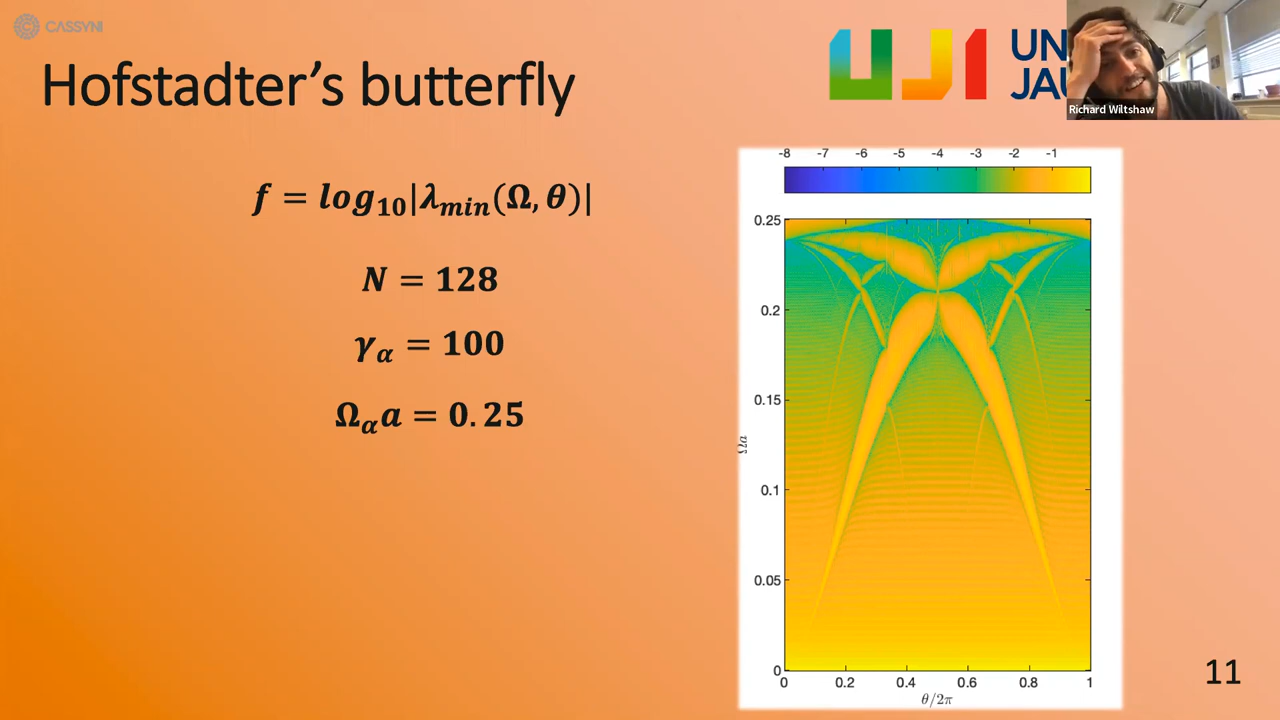 CASSYNI
Hofstadter's butterfly
UN
JAU
Richard Wiltshaw
f = log₁₀|λₘᵢₙ(Ω, θ)|
N = 128
γ_α = 100
Ω_α a = 0.25
-8 -7 -6 -5 -4 -3 -2 -1
0.25
0.2
0.15
Ωa
0.1
0.05
0
0 0.2 0.4 0.6 0.8 1
θ/2π
11